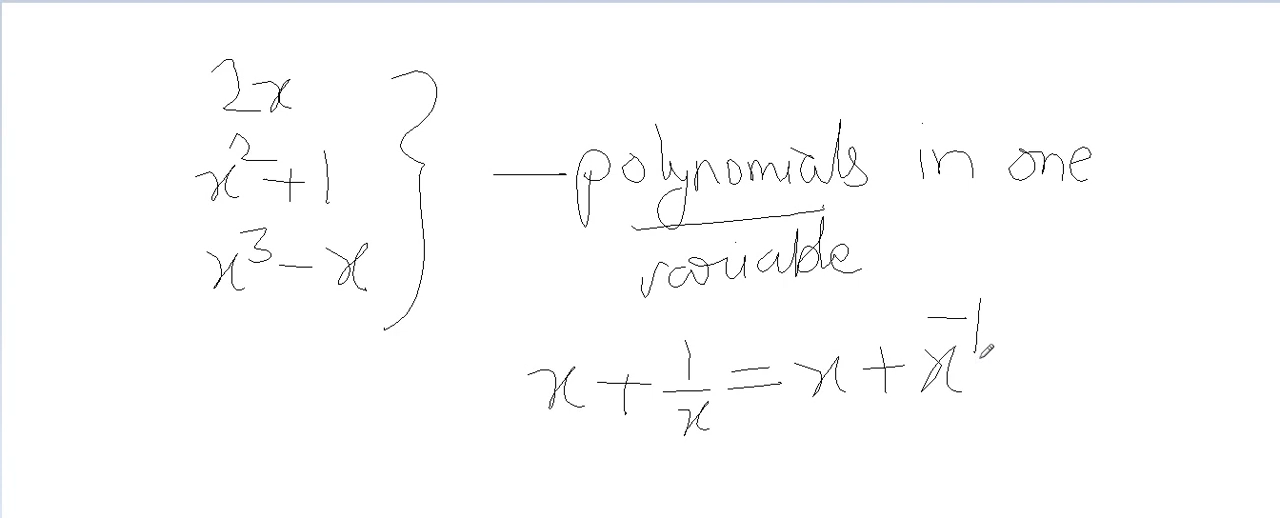 2x
x²+1
x³-x
— polynomials in one
variable
x + 1/x = x + x⁻¹